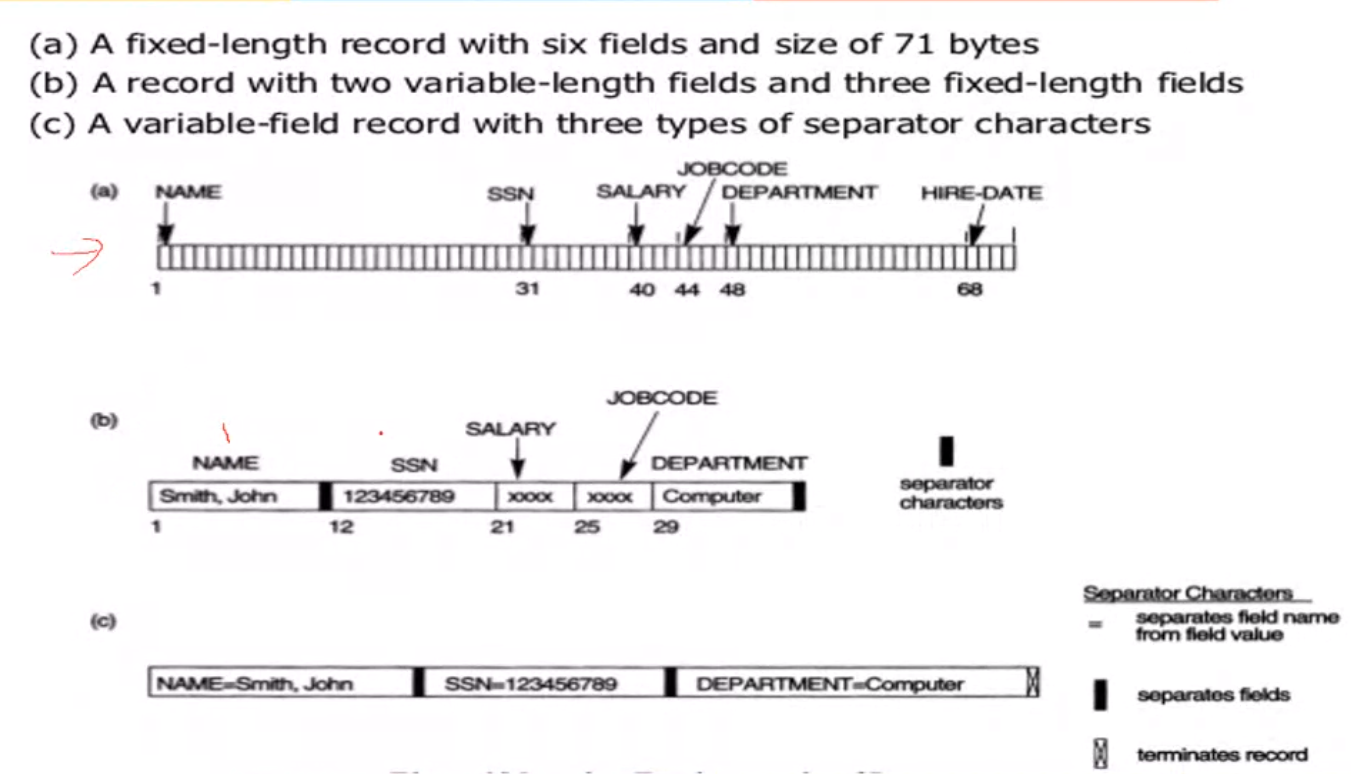 (a) A fixed-length record with six fields and size of 71 bytes
(b) A record with two variable-length fields and three fixed-length fields
(c) A variable-field record with three types of separator characters
JOBCODE
(a) NAME SSN SALARY DEPARTMENT HIRE-DATE
1 31 40 44 48 68
JOBCODE
(b)
SALARY
NAME SSN DEPARTMENT
Smith, John 123456789 xxxx xxxx Computer
1 12 21 25 29
separator
characters
(c)
NAME=Smith, John SSN=123456789 DEPARTMENT=Computer
Separator Characters
= separates field name
from field value
separates fields
terminates record